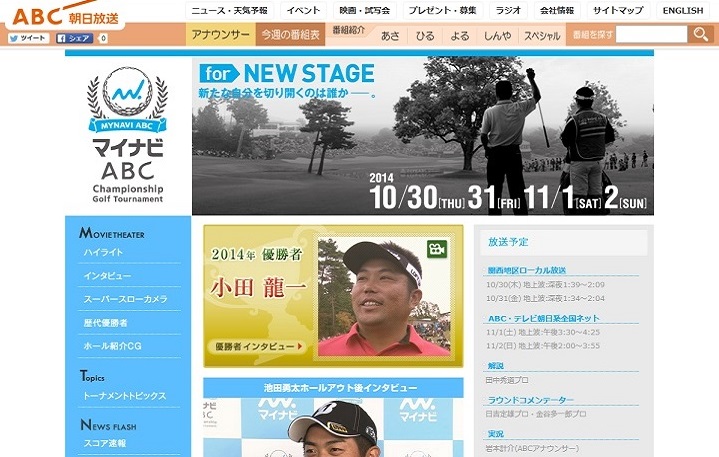 ABC 朝日放送
ニュース・天気予報 イベント 映画・試写会 プレゼント・募集 ラジオ 会社情報 サイトマップ ENGLISH
ツイート シェア 0 アナウンサー 今週の番組表 番組紹介 あさ ひる よる しんや スペシャル 番組を探す
for NEW STAGE
新たな自分を切り開くのは誰か──。
MYNAVI ABC
マイナビ
ABC
Championship
Golf Tournament
2014
10/30[THU] 31[FRI] 11/1[SAT] 2[SUN]
MOVIETHEATER
ハイライト
インタビュー
スーパースローカメラ
歴代優勝者
ホール紹介CG
Topics
トーナメントトピックス
NEWS FLASH
スコア速報
2014年 優勝者
小田 龍一
優勝者インタビュー
池田勇太ホールアウト後インタビュー
マイナビ
マイナビ
放送予定
関西地区ローカル放送
10/30(木) 地上波:深夜1:39～2:09
10/31(金) 地上波:深夜1:34～2:04
ABC・テレビ朝日系全国ネット
11/1(土) 地上波:午後3:30～4:25
11/2(日) 地上波:午後2:00～3:55
解説
田中秀道プロ
ラウンドコメンテーター
日吉定雄プロ・金谷多一郎プロ
実況
岩本計介(ABCアナウンサー)